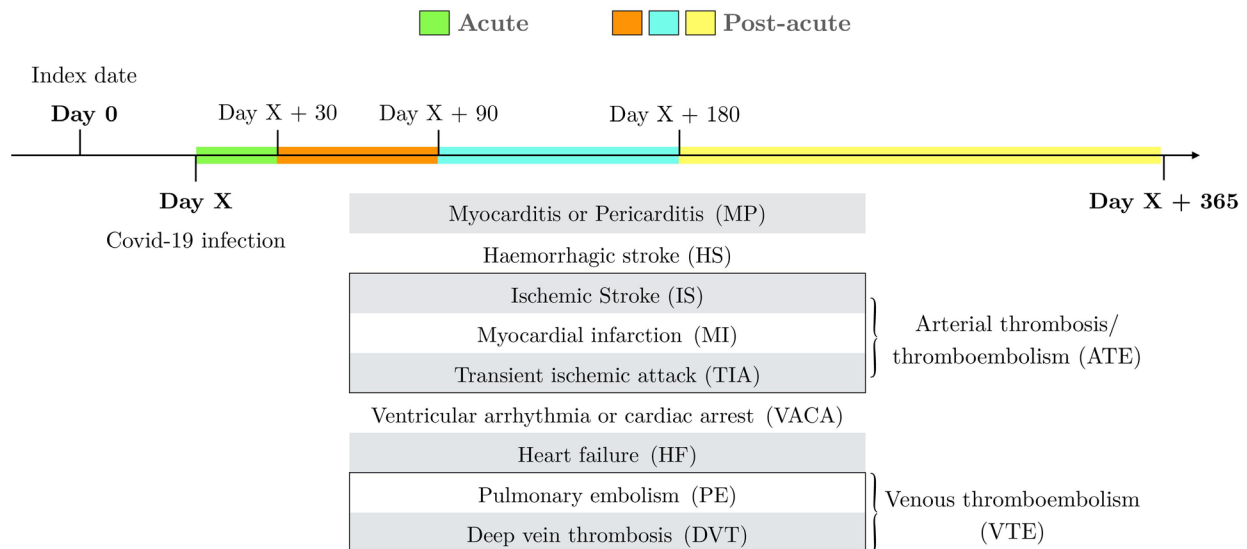 Acute
Post-acute
Index date
Day 0
Day X + 30
Day X + 90
Day X + 180
Day X
Day X + 365
Covid-19 infection
Myocarditis or Pericarditis (MP)
Haemorrhagic stroke (HS)
Ischemic Stroke (IS)
Myocardial infarction (MI)
Transient ischemic attack (TIA)
Arterial thrombosis/
thromboembolism (ATE)
Ventricular arrhythmia or cardiac arrest (VACA)
Heart failure (HF)
Pulmonary embolism (PE)
Deep vein thrombosis (DVT)
Venous thromboembolism
(VTE)